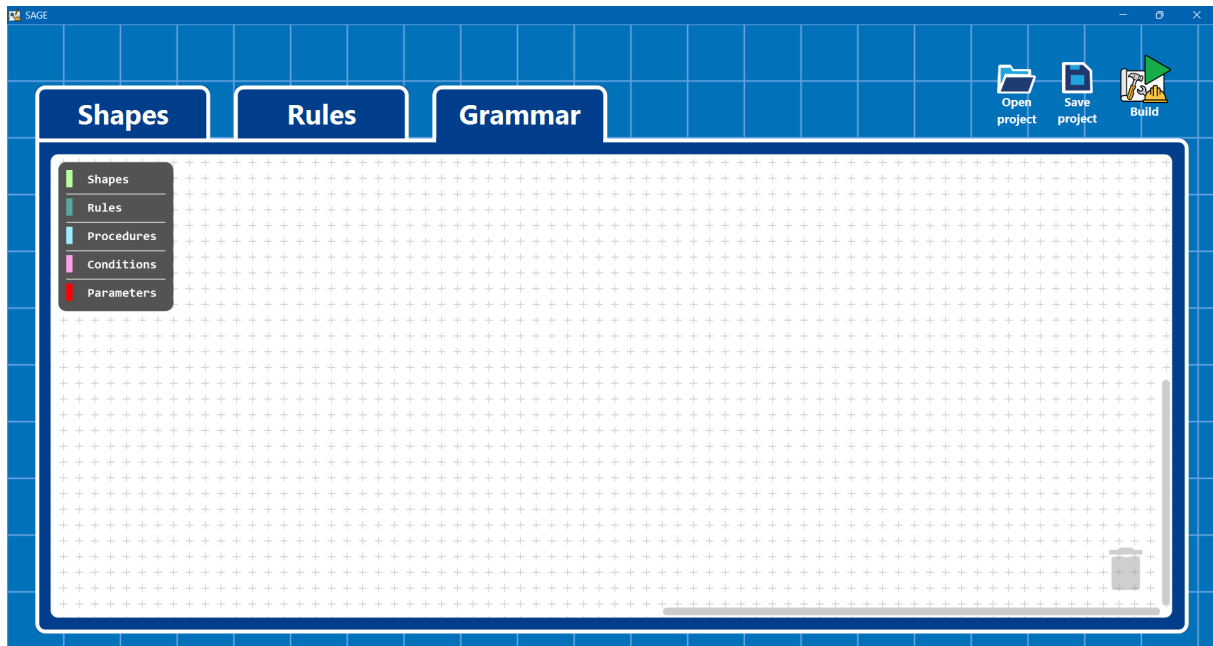 SAGE
Open
project
Save
project
Build
Shapes
Rules
Grammar
Shapes
Rules
Procedures
Conditions
Parameters